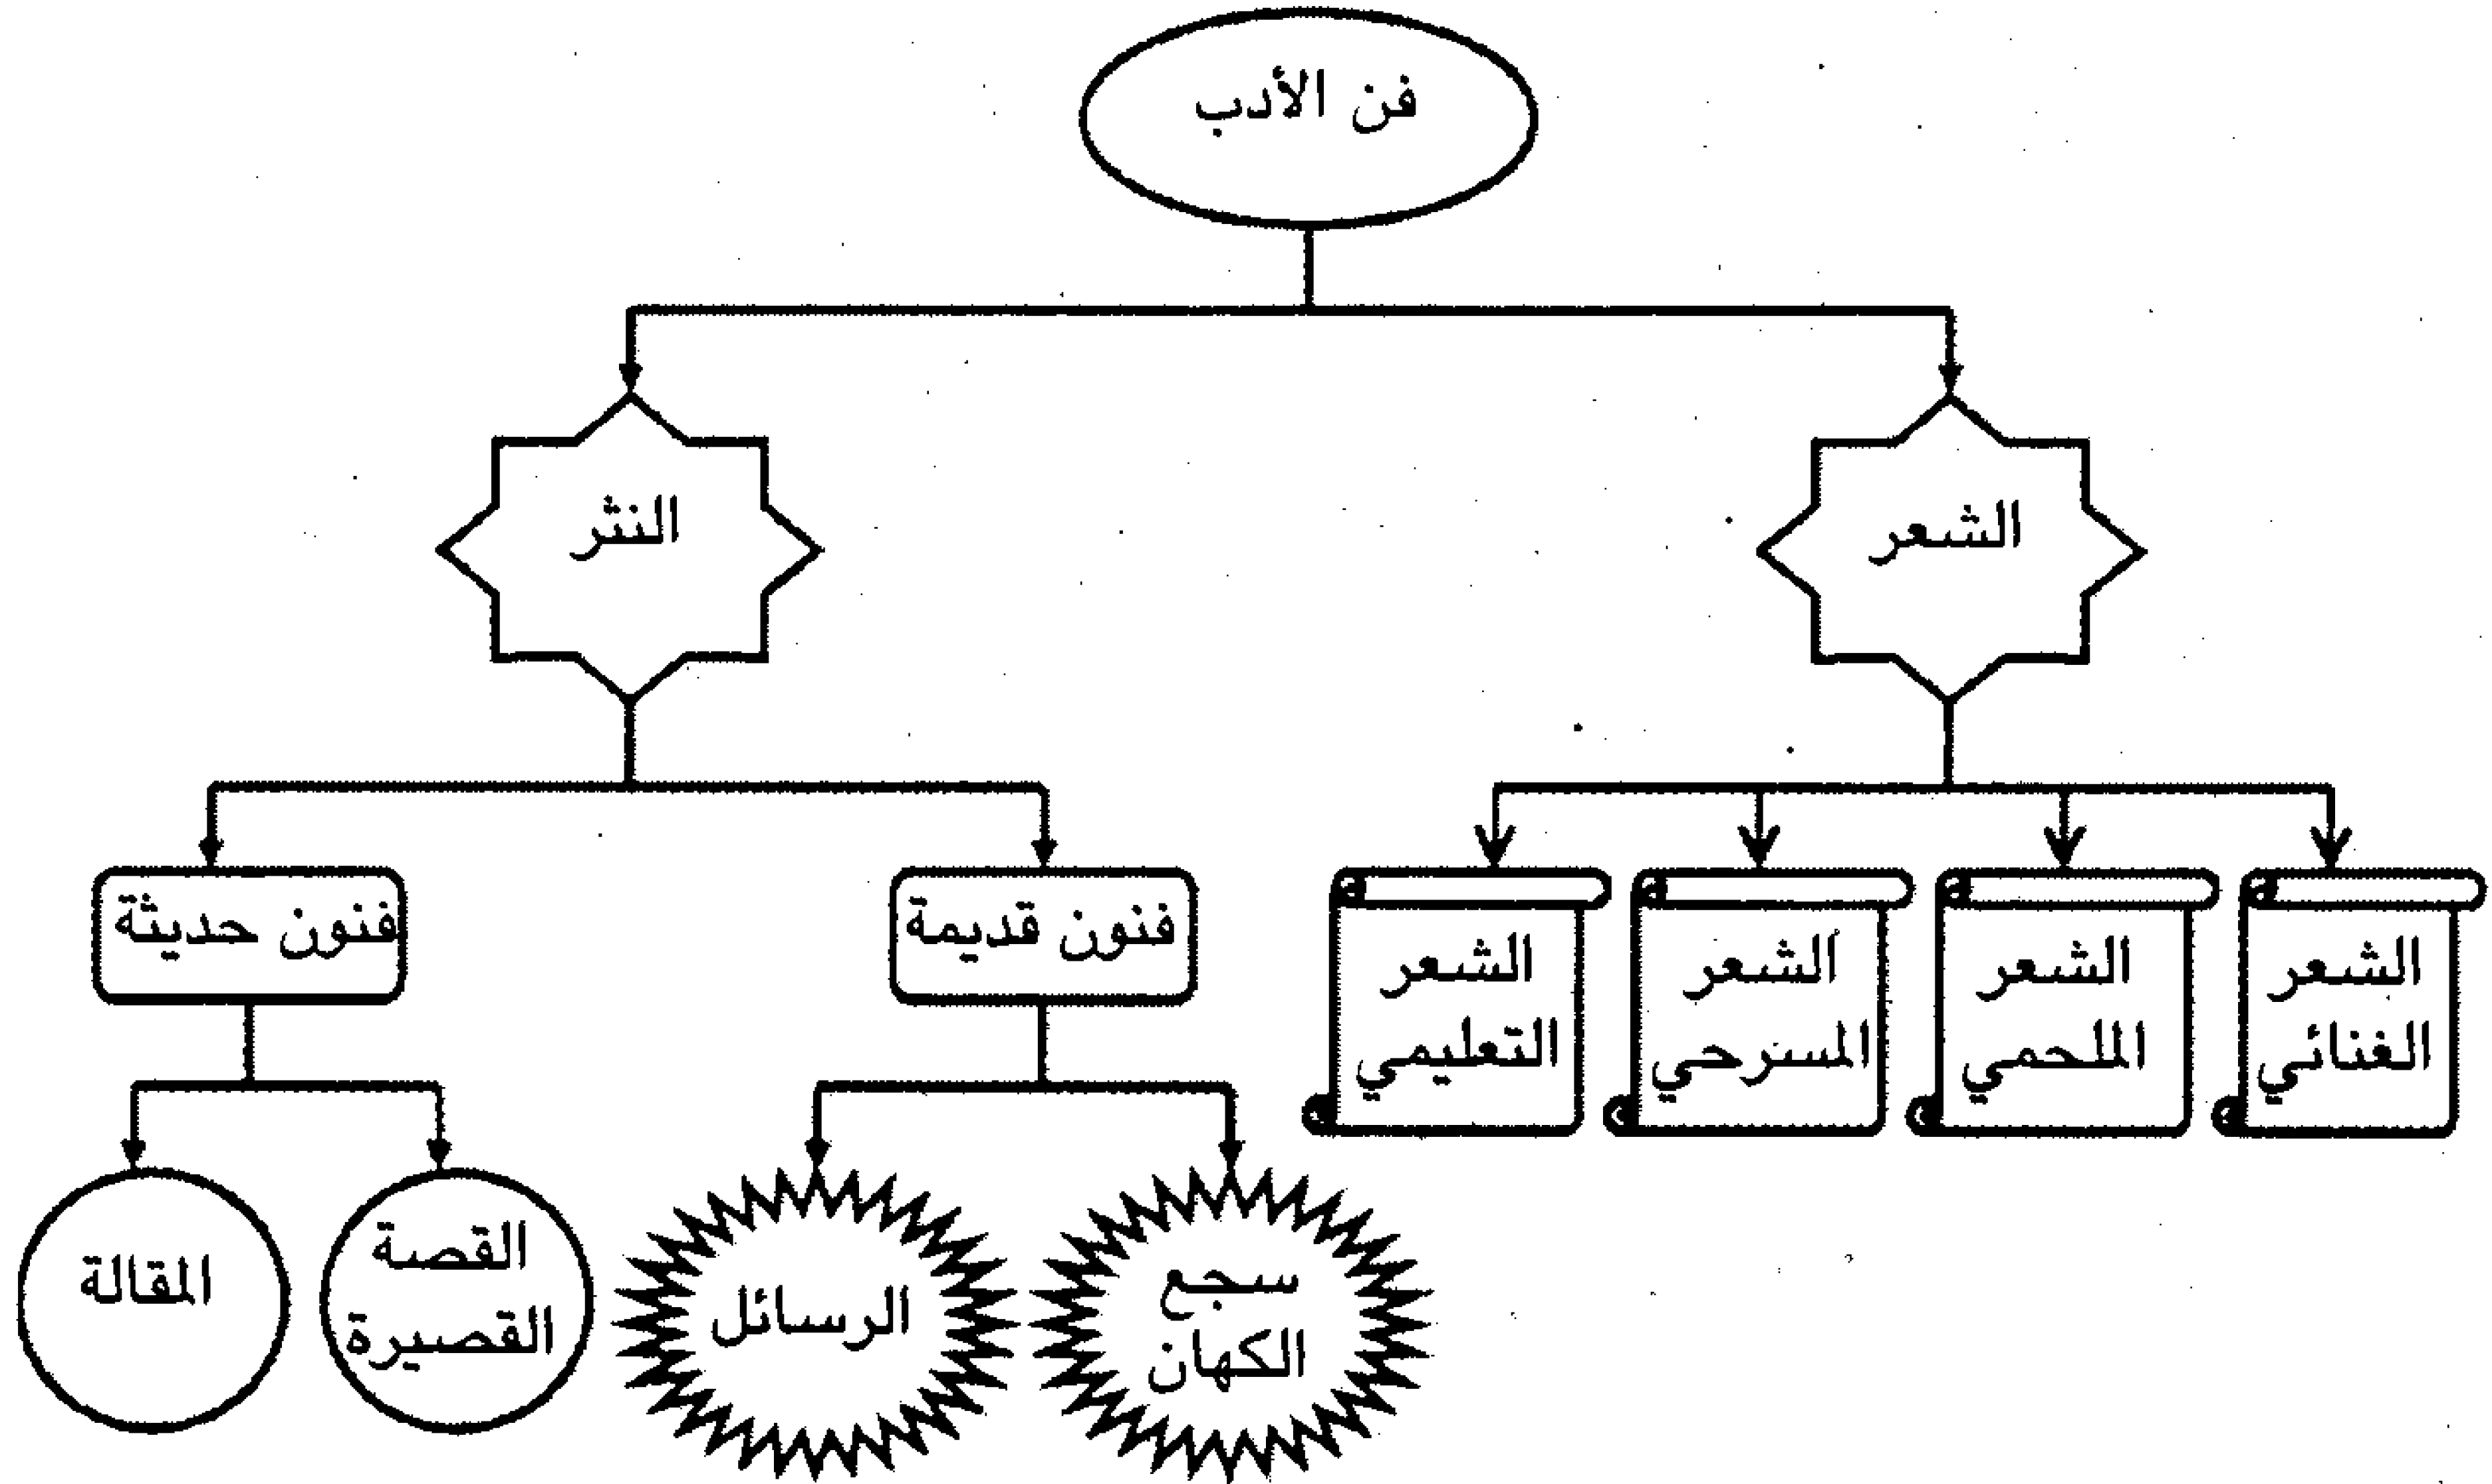 فن الأدب
الشعر
النثر
الشعر
الغنائي
الشعر
الملحمي
الشعر
المسرحي
الشعر
التعليمي
فنون قديمة
فنون حديثة
سجع
الكهان
الرسائل
القصة
القصيرة
المقالة